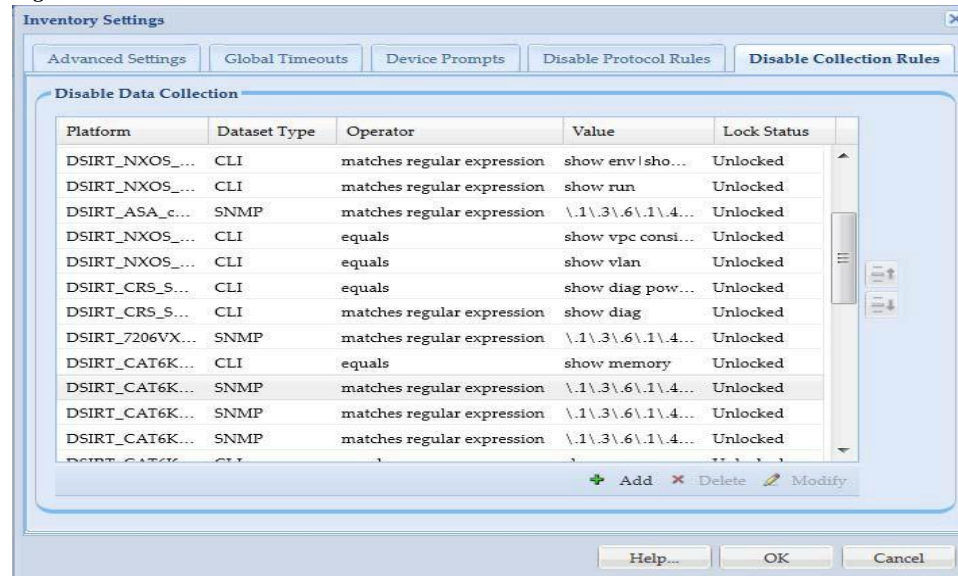 Inventory Settings
Advanced Settings Global Timeouts Device Prompts Disable Protocol Rules Disable Collection Rules
Disable Data Collection
Platform Dataset Type Operator Value Lock Status
DSIRT_NXOS_... CLI matches regular expression show env|sho... Unlocked
DSIRT_NXOS_... CLI matches regular expression show run Unlocked
DSIRT_ASA_c... SNMP matches regular expression \.1\.3\.6\.1\.4... Unlocked
DSIRT_NXOS_... CLI equals show vpc consi... Unlocked
DSIRT_NXOS_... CLI equals show vlan Unlocked
DSIRT_CRS_S... CLI equals show diag pow... Unlocked
DSIRT_CRS_S... CLI matches regular expression show diag Unlocked
DSIRT_7206VX... SNMP matches regular expression \.1\.3\.6\.1\.4... Unlocked
DSIRT_CAT6K... CLI equals show memory Unlocked
DSIRT_CAT6K... SNMP matches regular expression \.1\.3\.6\.1\.4... Unlocked
DSIRT_CAT6K... SNMP matches regular expression \.1\.3\.6\.1\.4... Unlocked
DSIRT_CAT6K... SNMP matches regular expression \.1\.3\.6\.1\.4... Unlocked
Add Delete Modify
Help... OK Cancel